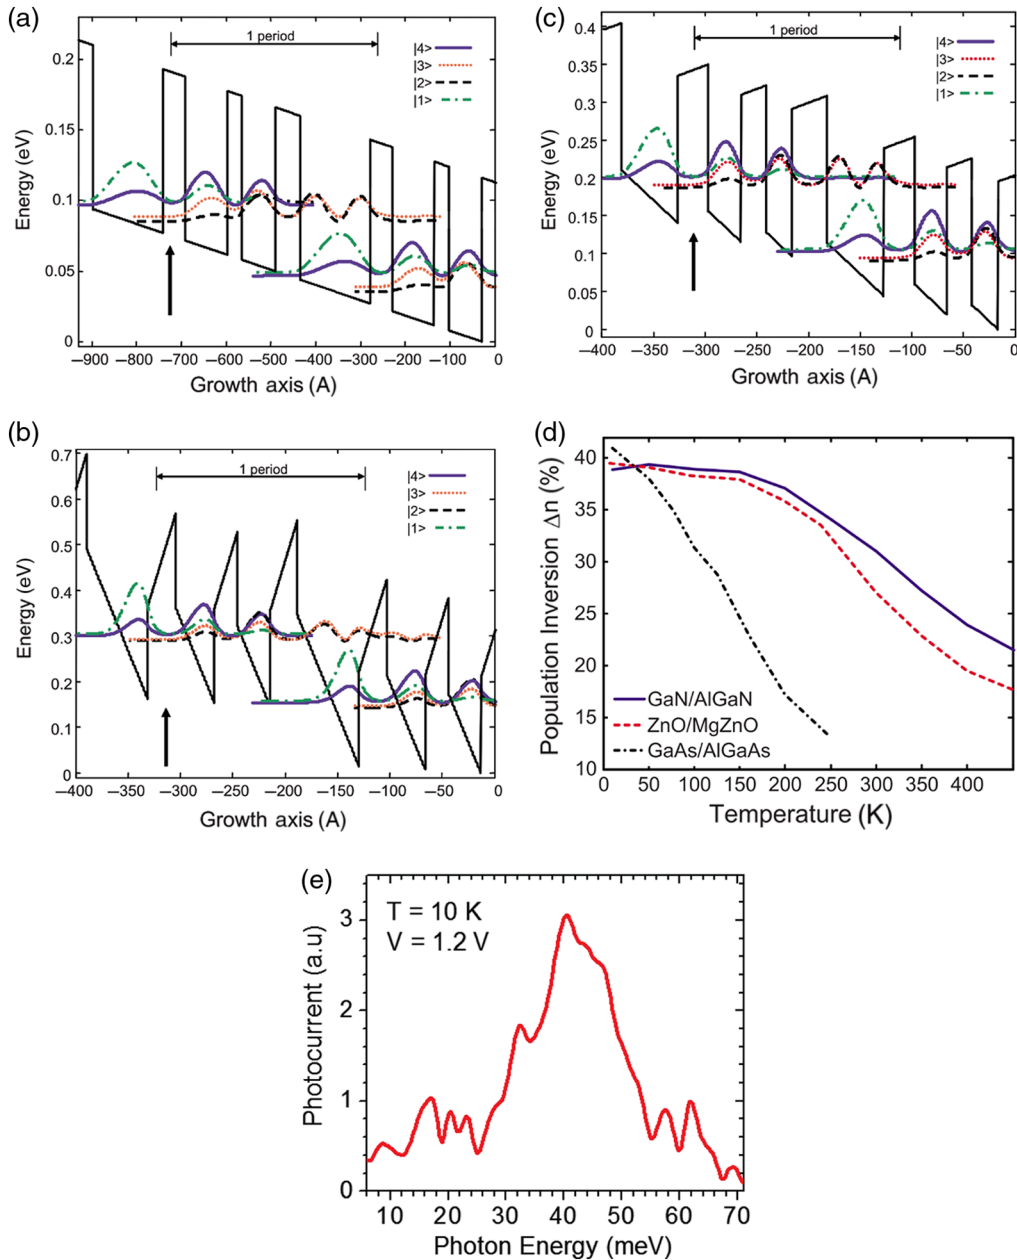 (a)
1 period
|4>
|3>
|2>
|1>
0.2
0.15
0.1
0.05
0
Energy (eV)
–900 –800 –700 –600 –500 –400 –300 –200 –100 0
Growth axis (A)
(c)
1 period
|4>
|3>
|2>
|1>
0.4
0.35
0.3
0.25
0.2
0.15
0.1
0.05
0
Energy (eV)
–400 –350 –300 –250 –200 –150 –100 –50 0
Growth axis (A)
(b)
1 period
|4>
|3>
|2>
|1>
0.7
0.6
0.5
0.4
0.3
0.2
0.1
0
Energy (eV)
–400 –350 –300 –250 –200 –150 –100 –50 0
Growth axis (A)
(d)
40
35
30
25
20
15
10
Population Inversion Δn (%)
GaN/AlGaN
ZnO/MgZnO
GaAs/AlGaAs
0 50 100 150 200 250 300 350 400
Temperature (K)
(e)
T = 10 K
V = 1.2 V
3
2
1
0
Photocurrent (a.u)
10 20 30 40 50 60 70
Photon Energy (meV)